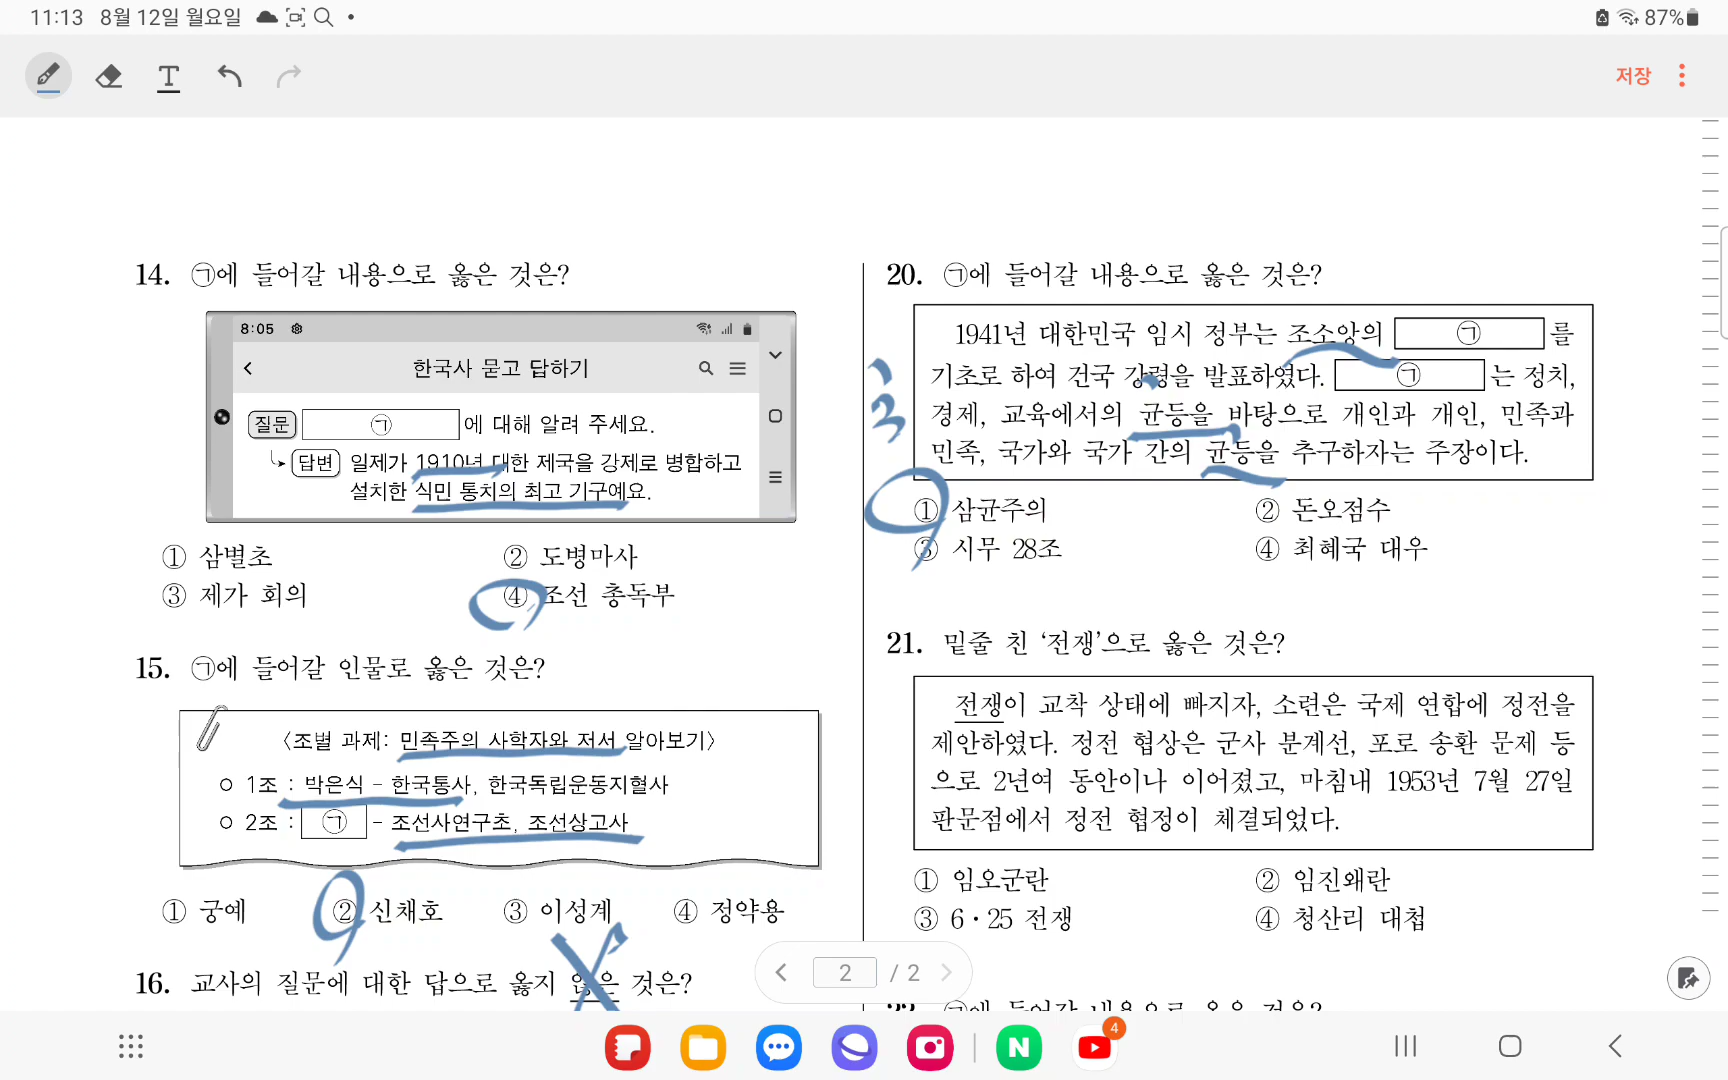 11:13 8월 12일 월요일
87%
저장
14. ㉠에 들어갈 내용으로 옳은 것은?
8:05
한국사 묻고 답하기
질문 ㉠ 에 대해 알려 주세요.
답변 일제가 1910년 대한 제국을 강제로 병합하고
설치한 식민 통치의 최고 기구예요.
① 삼별초 ② 도병마사
③ 제가 회의 ④ 조선 총독부
15. ㉠에 들어갈 인물로 옳은 것은?
〈조별 과제: 민족주의 사학자와 저서 알아보기〉
○ 1조 : 박은식 - 한국통사, 한국독립운동지혈사
○ 2조 : ㉠ - 조선사연구초, 조선상고사
① 궁예 ② 신채호 ③ 이성계 ④ 정약용
16. 교사의 질문에 대한 답으로 옳지 않은 것은?
20. ㉠에 들어갈 내용으로 옳은 것은?
1941년 대한민국 임시 정부는 조소앙의 ㉠ 를
기초로 하여 건국 강령을 발표하였다. ㉠ 는 정치,
경제, 교육에서의 균등을 바탕으로 개인과 개인, 민족과
민족, 국가와 국가 간의 균등을 추구하자는 주장이다.
① 삼균주의 ② 돈오점수
③ 시무 28조 ④ 최혜국 대우
21. 밑줄 친 ‘전쟁’으로 옳은 것은?
전쟁이 교착 상태에 빠지자, 소련은 국제 연합에 정전을
제안하였다. 정전 협상은 군사 분계선, 포로 송환 문제 등
으로 2년여 동안이나 이어졌고, 마침내 1953년 7월 27일
판문점에서 정전 협정이 체결되었다.
① 임오군란 ② 임진왜란
③ 6·25 전쟁 ④ 청산리 대첩
22. ㉠에 들어갈 내용으로 옳은 것은?
2 / 2
N
4